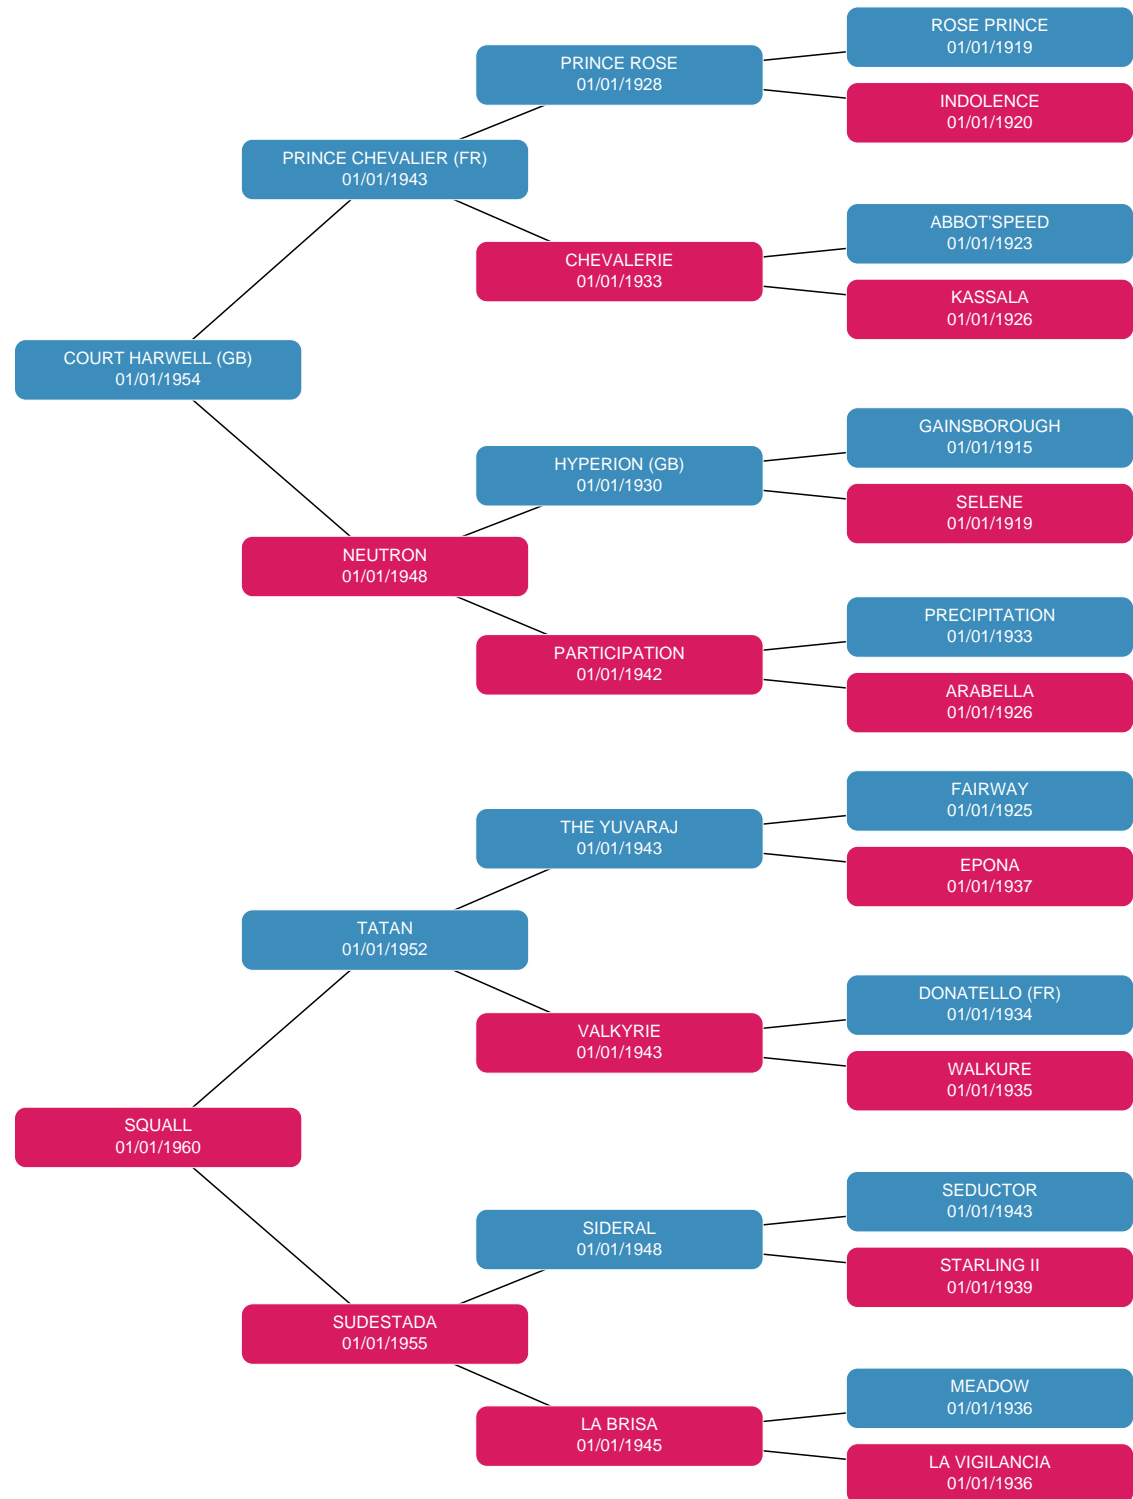 ROSE PRINCE
01/01/1919
PRINCE ROSE
01/01/1928
INDOLENCE
01/01/1920
PRINCE CHEVALIER (FR)
01/01/1943
ABBOT'SPEED
01/01/1923
CHEVALERIE
01/01/1933
KASSALA
01/01/1926
COURT HARWELL (GB)
01/01/1954
GAINSBOROUGH
01/01/1915
HYPERION (GB)
01/01/1930
SELENE
01/01/1919
NEUTRON
01/01/1948
PRECIPITATION
01/01/1933
PARTICIPATION
01/01/1942
ARABELLA
01/01/1926
FAIRWAY
01/01/1925
THE YUVARAJ
01/01/1943
EPONA
01/01/1937
TATAN
01/01/1952
DONATELLO (FR)
01/01/1934
VALKYRIE
01/01/1943
WALKURE
01/01/1935
SQUALL
01/01/1960
SEDUCTOR
01/01/1943
SIDERAL
01/01/1948
STARLING II
01/01/1939
SUDESTADA
01/01/1955
MEADOW
01/01/1936
LA BRISA
01/01/1945
LA VIGILANCIA
01/01/1936